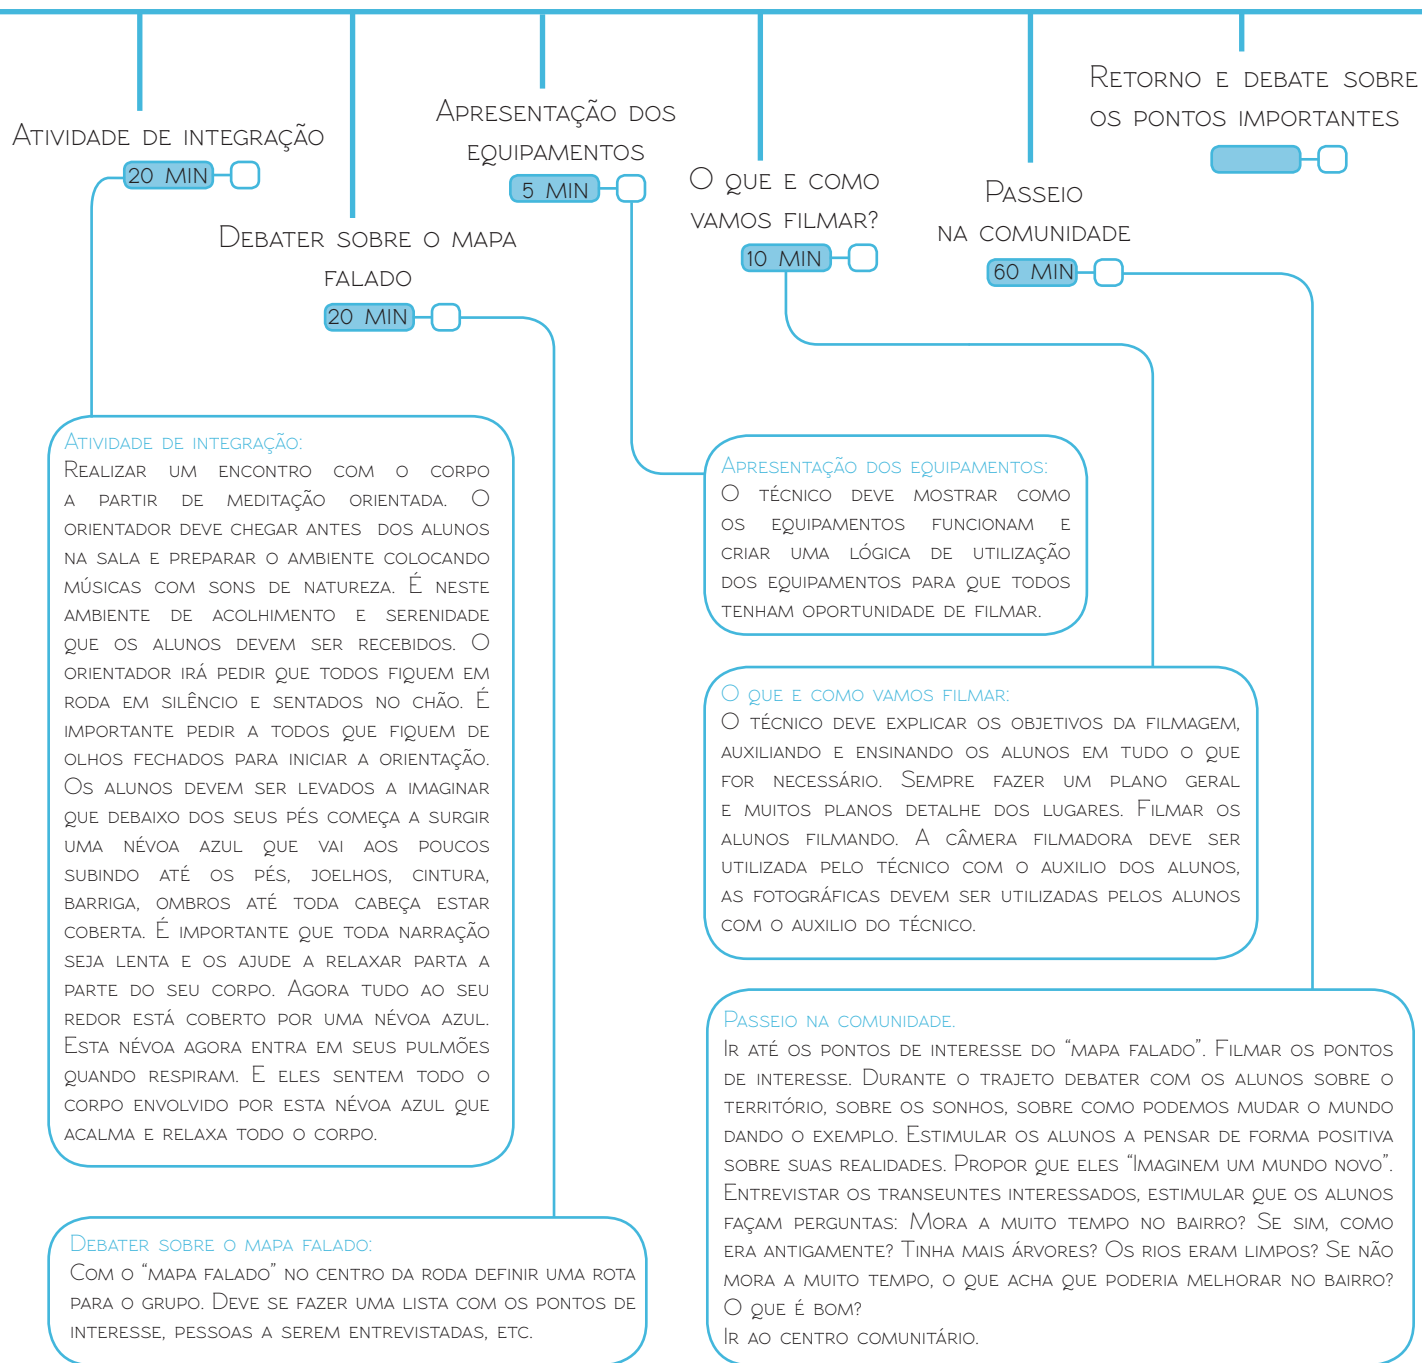 Atividade de integração
20 min
Debater sobre o mapa
falado
20 min
Apresentação dos
equipamentos
5 min
O que e como
vamos filmar?
10 min
Passeio
na comunidade
60 min
Retorno e debate sobre
os pontos importantes
Atividade de integração:
Realizar um encontro com o corpo
a partir de meditação orientada. O
orientador deve chegar antes dos alunos
na sala e preparar o ambiente colocando
músicas com sons de natureza. É neste
ambiente de acolhimento e serenidade
que os alunos devem ser recebidos. O
orientador irá pedir que todos fiquem em
roda em silêncio e sentados no chão. É
importante pedir a todos que fiquem de
olhos fechados para iniciar a orientação.
Os alunos devem ser levados a imaginar
que debaixo dos seus pés começa a surgir
uma névoa azul que vai aos poucos
subindo até os pés, joelhos, cintura,
barriga, ombros até toda cabeça estar
coberta. É importante que toda narração
seja lenta e os ajude a relaxar parta a
parte do seu corpo. Agora tudo ao seu
redor está coberto por uma névoa azul.
Esta névoa agora entra em seus pulmões
quando respiram. E eles sentem todo o
corpo envolvido por esta névoa azul que
acalma e relaxa todo o corpo.
Debater sobre o mapa falado:
Com o “mapa falado” no centro da roda definir uma rota
para o grupo. Deve se fazer uma lista com os pontos de
interesse, pessoas a serem entrevistadas, etc.
Apresentação dos equipamentos:
O técnico deve mostrar como
os equipamentos funcionam e
criar uma lógica de utilização
dos equipamentos para que todos
tenham oportunidade de filmar.
O que e como vamos filmar:
O técnico deve explicar os objetivos da filmagem,
auxiliando e ensinando os alunos em tudo o que
for necessário. Sempre fazer um plano geral
e muitos planos detalhe dos lugares. Filmar os
alunos filmando. A câmera filmadora deve ser
utilizada pelo técnico com o auxilio dos alunos,
as fotográficas devem ser utilizadas pelos alunos
com o auxilio do técnico.
Passeio na comunidade.
Ir até os pontos de interesse do “mapa falado”. Filmar os pontos
de interesse. Durante o trajeto debater com os alunos sobre o
território, sobre os sonhos, sobre como podemos mudar o mundo
dando o exemplo. Estimular os alunos a pensar de forma positiva
sobre suas realidades. Propor que eles “Imaginem um mundo novo”.
Entrevistar os transeuntes interessados, estimular que os alunos
façam perguntas: Mora a muito tempo no bairro? Se sim, como
era antigamente? Tinha mais árvores? Os rios eram limpos? Se não
mora a muito tempo, o que acha que poderia melhorar no bairro?
O que é bom?
Ir ao centro comunitário.